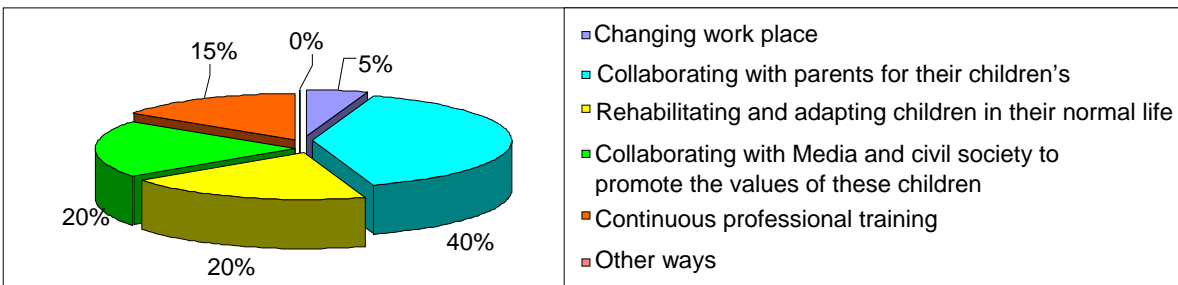 0%
15%
5%
20%
20%
40%
Changing work place
Collaborating with parents for their children's
Rehabilitating and adapting children in their normal life
Collaborating with Media and civil society to
promote the values of these children
Continuous professional training
Other ways